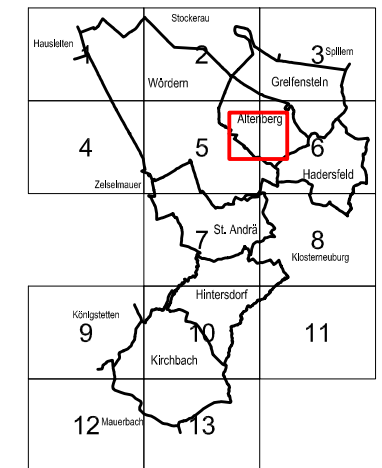 Stockerau
Hausleiten
1
2
3 Spillern
Wördern
Greifenstein
Altenberg
4
5
6
Hadersfeld
Zeiselmauer
St. Andrä
7
8
Klosterneuburg
Hintersdorf
Königstetten
9
10
11
Kirchbach
12 Mauerbach
13